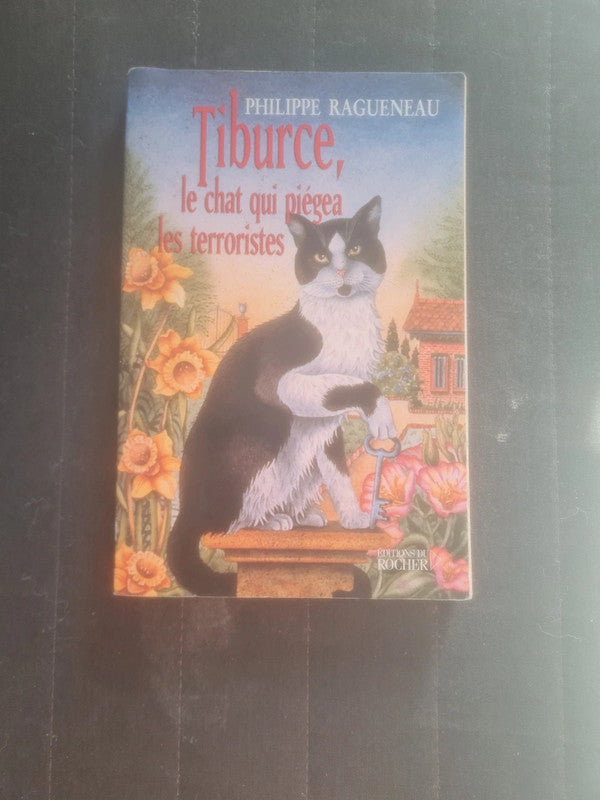 PHILIPPE RAGUENEAU
Tiburce,
le chat qui piégea
les terroristes
ÉDITIONS DU
ROCHER